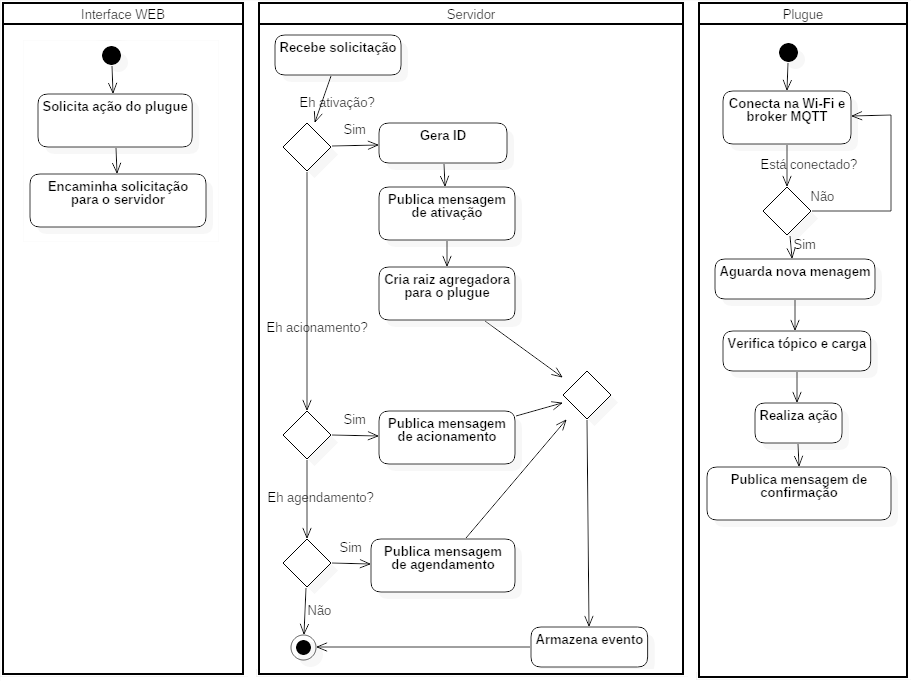 Interface WEB
Solicita ação do plugue
Encaminha solicitação
para o servidor
Servidor
Recebe solicitação
Eh ativação?
Sim
Gera ID
Publica mensagem
de ativação
Cria raiz agregadora
para o plugue
Eh acionamento?
Sim
Publica mensagem
de acionamento
Eh agendamento?
Sim
Publica mensagem
de agendamento
Não
Armazena evento
Plugue
Conecta na Wi-Fi e
broker MQTT
Está conectado?
Não
Sim
Aguarda nova menagem
Verifica tópico e carga
Realiza ação
Publica mensagem de
confirmação